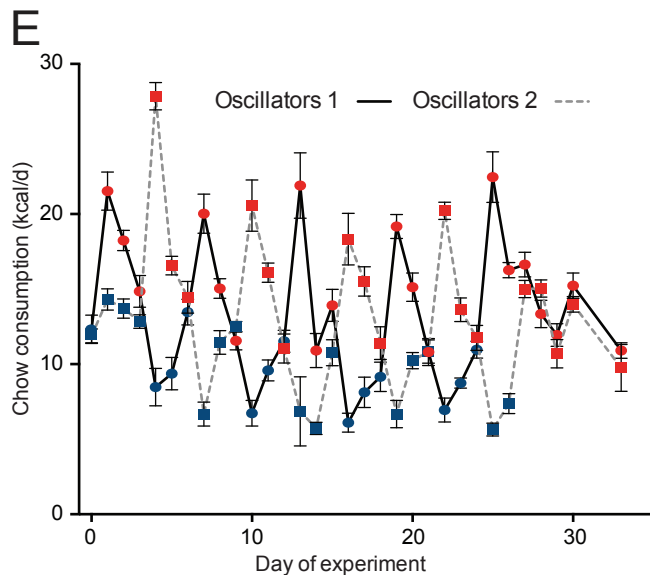 E
30
Oscillators 1 Oscillators 2
20
10
0
Chow consumption (kcal/d)
0 10 20 30
Day of experiment